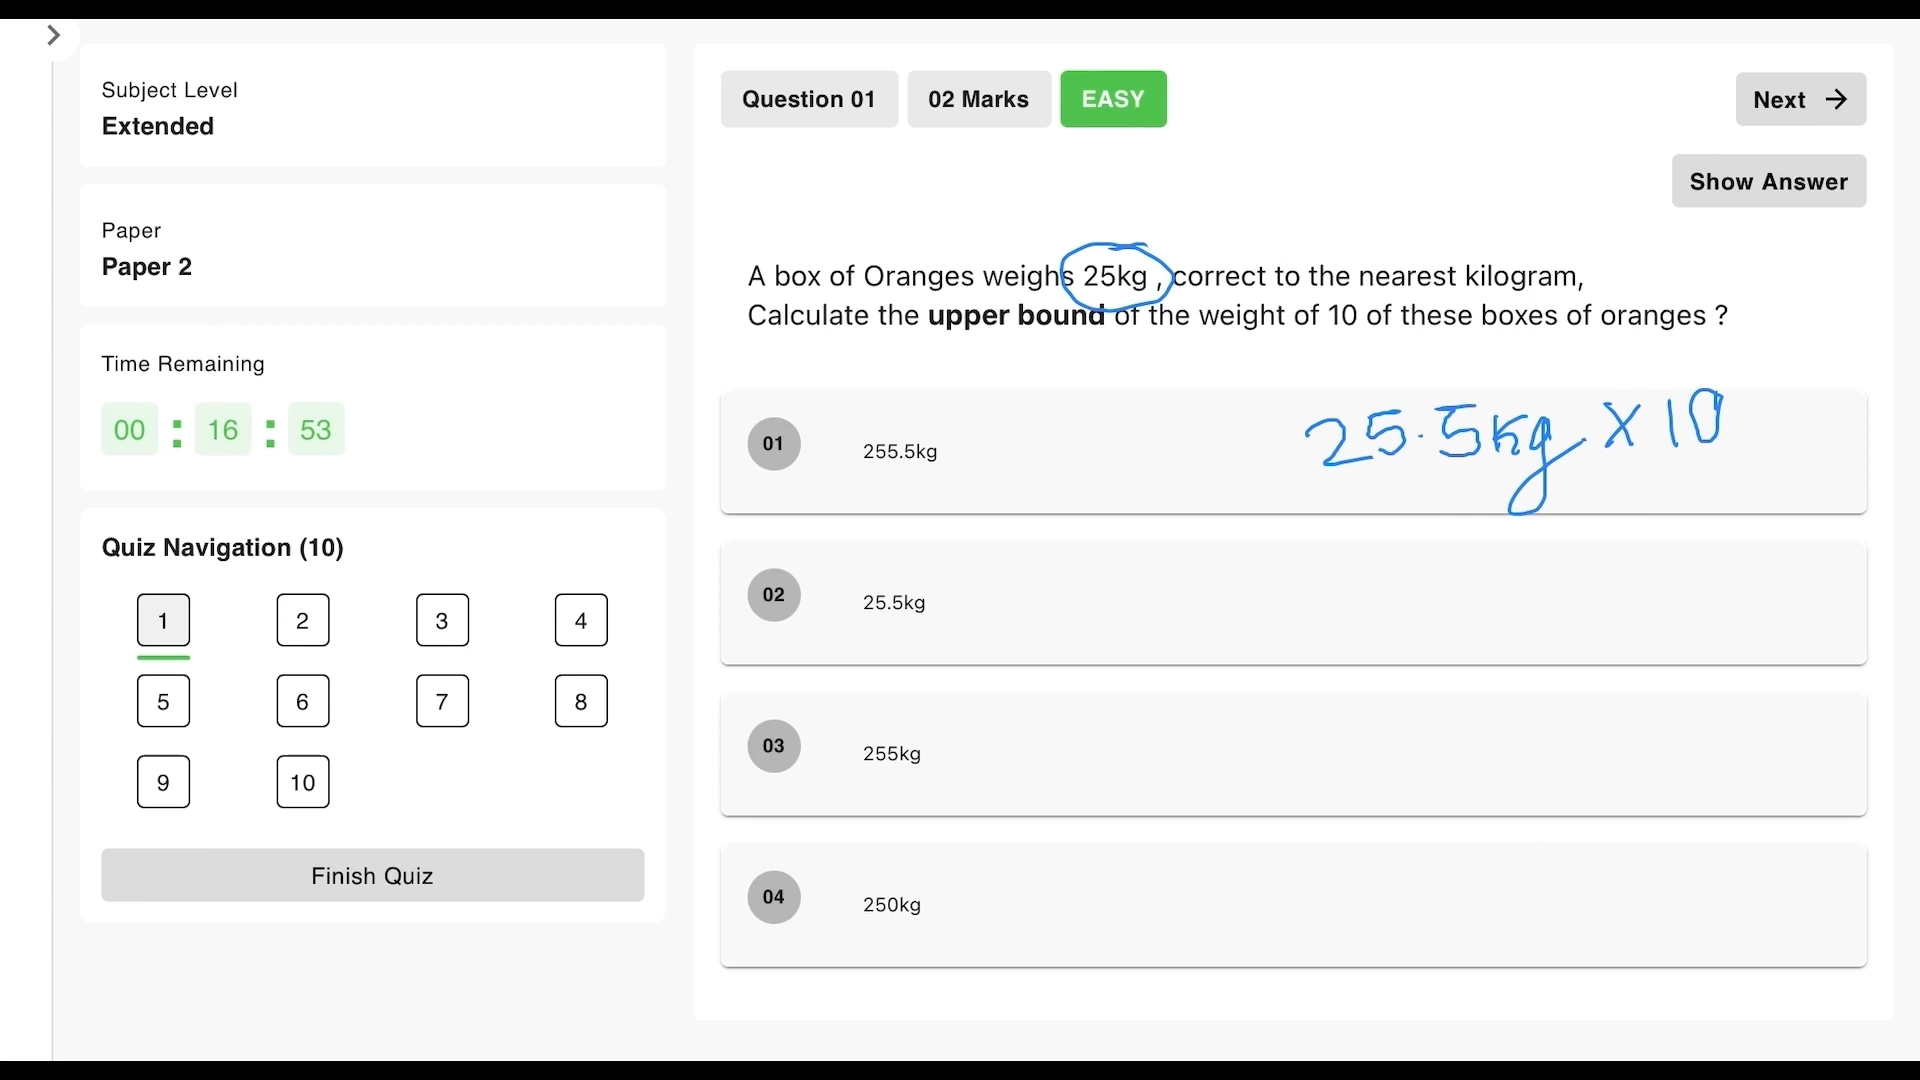 Subject Level
Extended
Paper
Paper 2
Time Remaining
00 : 16 : 53
Quiz Navigation (10)
1 2 3 4
5 6 7 8
9 10
Finish Quiz
Question 01 02 Marks EASY
Next →
Show Answer
A box of Oranges weighs 25kg , correct to the nearest kilogram,
Calculate the upper bound of the weight of 10 of these boxes of oranges ?
25.5kg x 10
01 255.5kg
02 25.5kg
03 255kg
04 250kg